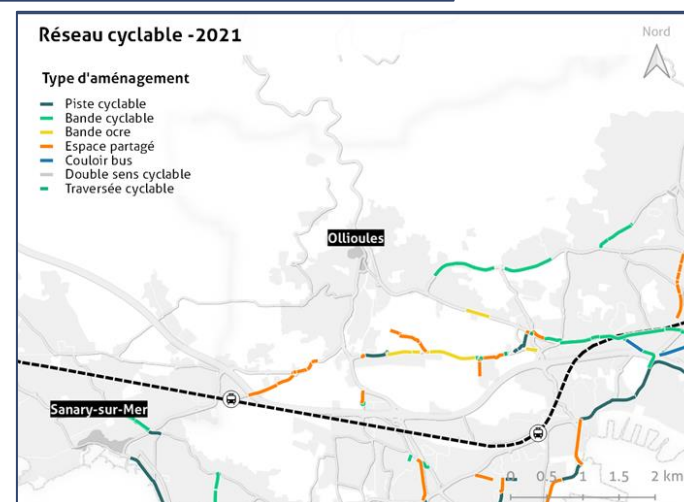 Réseau cyclable -2021
Nord
Type d'aménagement
Piste cyclable
Bande cyclable
Bande ocre
Espace partagé
Couloir bus
Double sens cyclable
Traversée cyclable
Ollioules
Sanary-sur-Mer
0 0.5 1 1.5 2 km